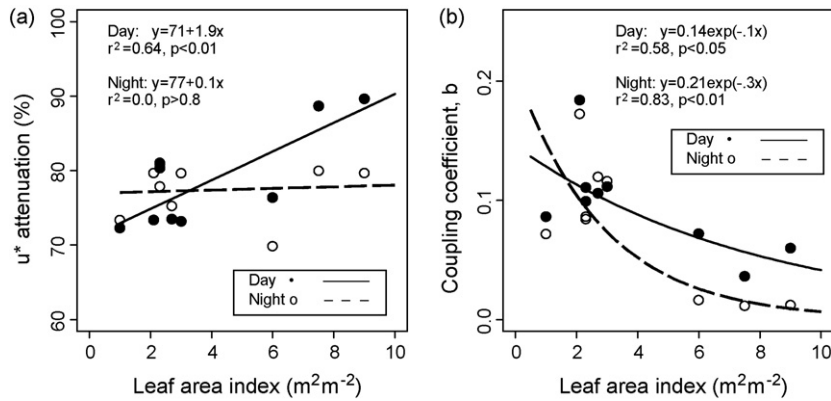 (a)
100
90
80
70
60
u* attenuation (%)
Day: y=71+1.9x
r²=0.64, p<0.01
Night: y=77+0.1x
r²=0.0, p>0.8
Day
Night
0 2 4 6 8 10
Leaf area index (m²m⁻²)
(b)
0.2
0.1
0.0
Coupling coefficient, b
Day: y=0.14exp(-.1x)
r²=0.58, p<0.05
Night: y=0.21exp(-.3x)
r²=0.83, p<0.01
Day
Night
0 2 4 6 8 10
Leaf area index (m²m⁻²)